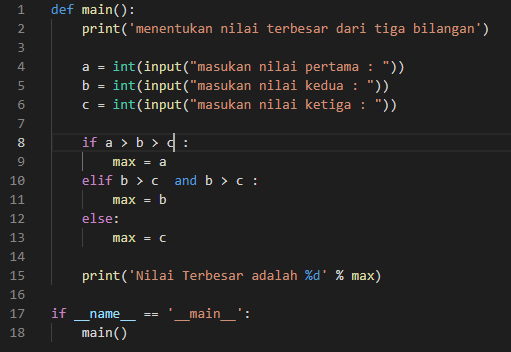 1 def main():
2     print('menentukan nilai terbesar dari tiga bilangan')
3
4     a = int(input("masukan nilai pertama : "))
5     b = int(input("masukan nilai kedua : "))
6     c = int(input("masukan nilai ketiga : "))
7
8     if a > b > c :
9         max = a
10     elif b > c  and b > c :
11         max = b
12     else:
13         max = c
14
15     print('Nilai Terbesar adalah %d' % max)
16
17 if __name__ == '__main__':
18     main()